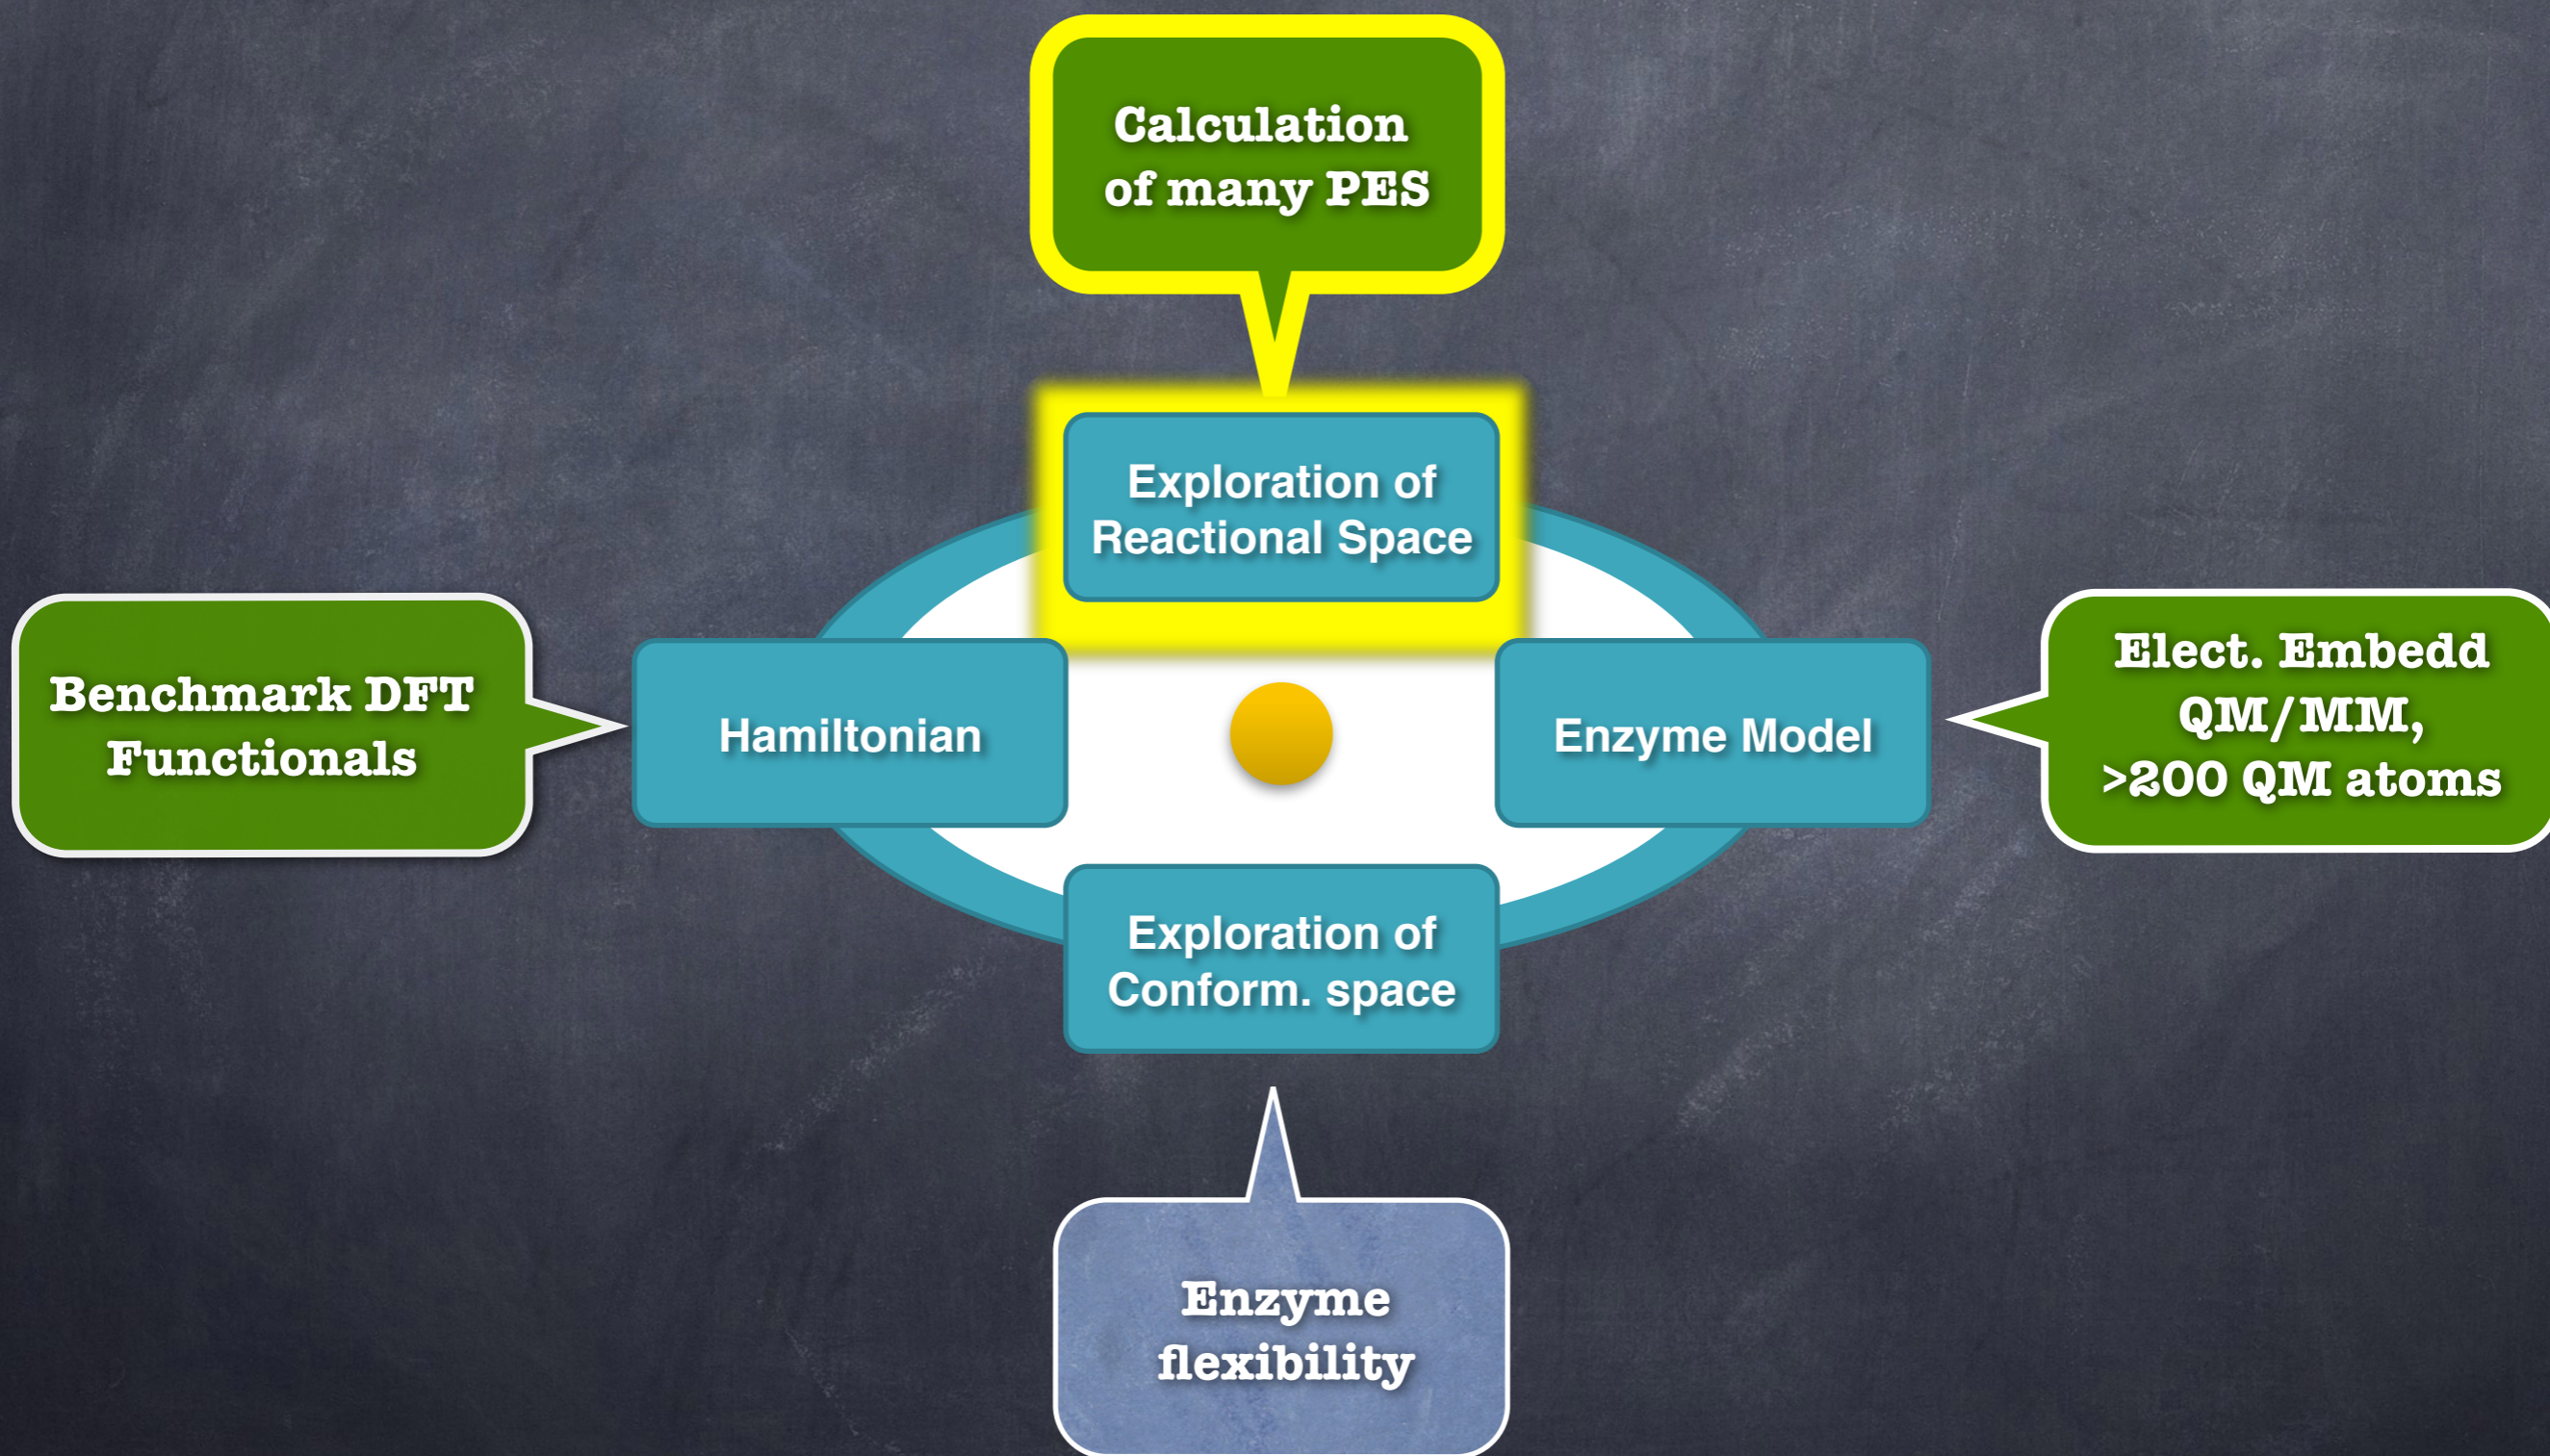 Calculation
of many PES
Exploration of
Reactional Space
Benchmark DFT
Functionals
Hamiltonian
Enzyme Model
Elect. Embedd
QM/MM,
>200 QM atoms
Exploration of
Conform. space
Enzyme
flexibility